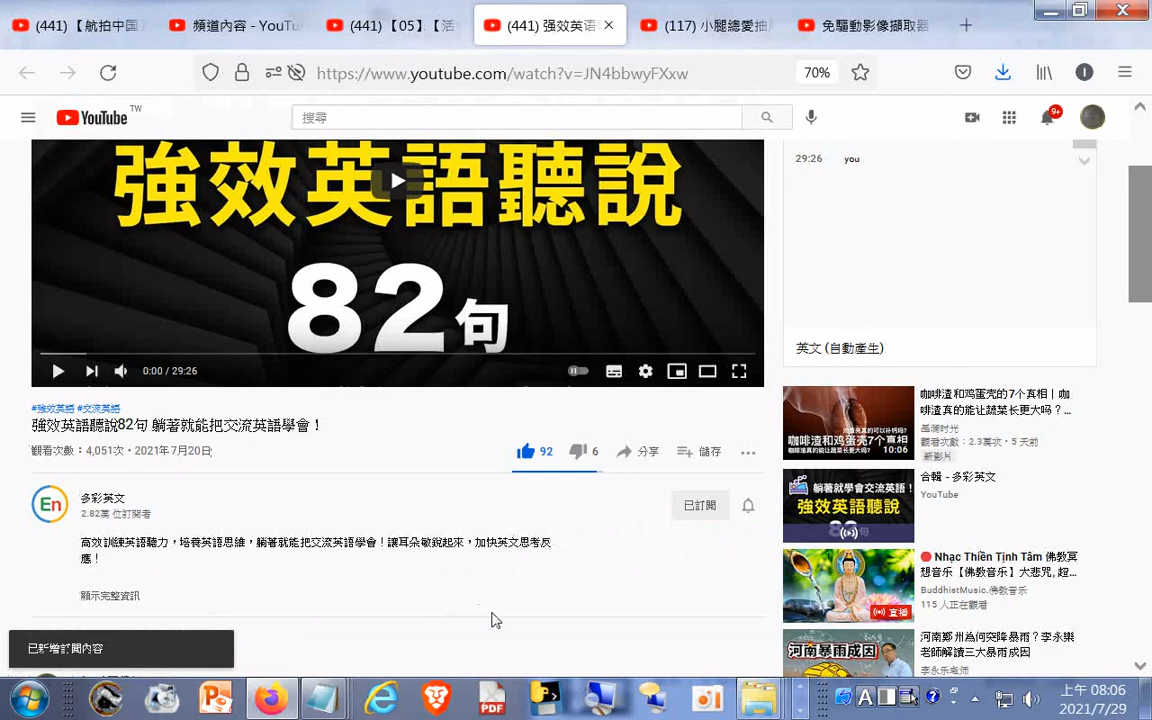 (441)【航拍中国
頻道內容 - YouTu
(441)【05】【活
(441) 强效英语
(117) 小腿總愛抽
免驅動影像擷取器
https://www.youtube.com/watch?v=JN4bbwyFXxw
70%
YouTube TW
搜尋
9+
強效英語聽說
82句
0:00 / 29:26
29:26 you
英文 (自動產生)
#強效英語 #交流英語
強效英語聽說82句 躺著就能把交流英語學會！
觀看次數：4,051次・2021年7月20日
92
6
分享
儲存
En
多彩英文
2.82萬 位訂閱者
已訂閱
高效訓練英語聽力，培養英語思維，躺著就能把交流英語學會！讓耳朵敏銳起來，加快英文思考反
應！
顯示完整資訊
已新增訂閱內容
咖啡渣和鸡蛋壳7个真相
10:06
咖啡渣和鸡蛋壳的7个真相｜咖
啡渣真的能让蔬菜长更大吗？...
觀看次數：2.3萬次・5 天前
新影片
躺著就學會交流英語！
強效英語聽說
合輯 - 多彩英文
YouTube
直播
Nhạc Thiền Tịnh Tâm 佛教冥
想音乐【佛教音乐】大悲咒, 超...
BuddhistMusic.佛教音乐
115 人正在觀看
河南暴雨成因
河南鄭州為何突降暴雨？李永樂
老師解讀三大暴雨成因
李永乐老师
PDF
上午 08:06
2021/7/29